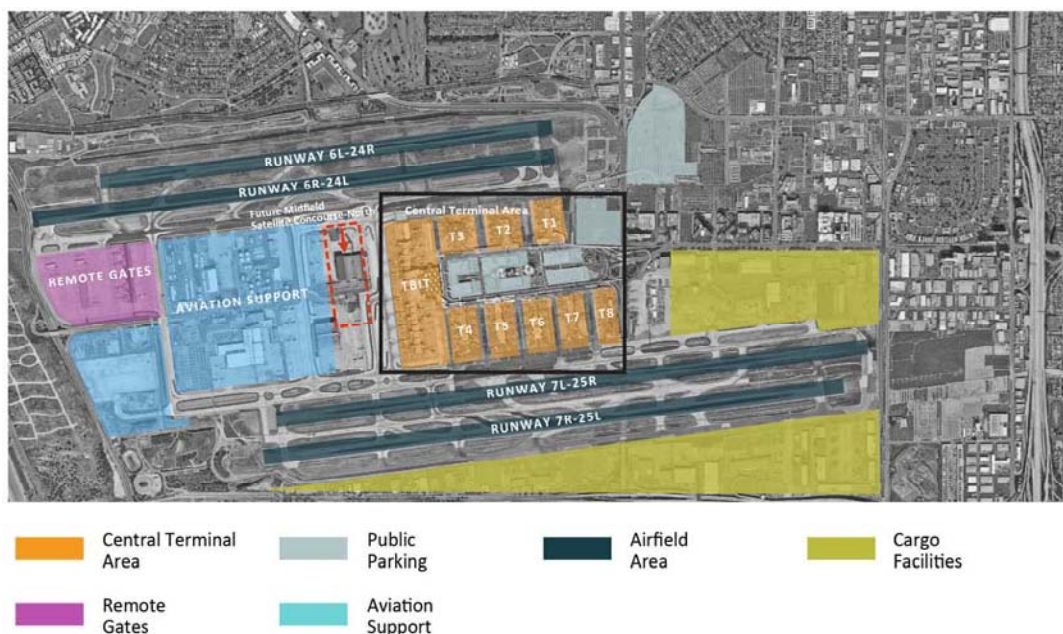 RUNWAY 6L-24R
RUNWAY 6R-24L
Future Midfield
Satellite Concourse-North
Central Terminal Area
T3
T2
T1
REMOTE GATES
AVIATION SUPPORT
TBIT
T4
T5
T6
T7
T8
RUNWAY 7L-25R
RUNWAY 7R-25L
Central Terminal
Area
Public
Parking
Airfield
Area
Cargo
Facilities
Remote
Gates
Aviation
Support